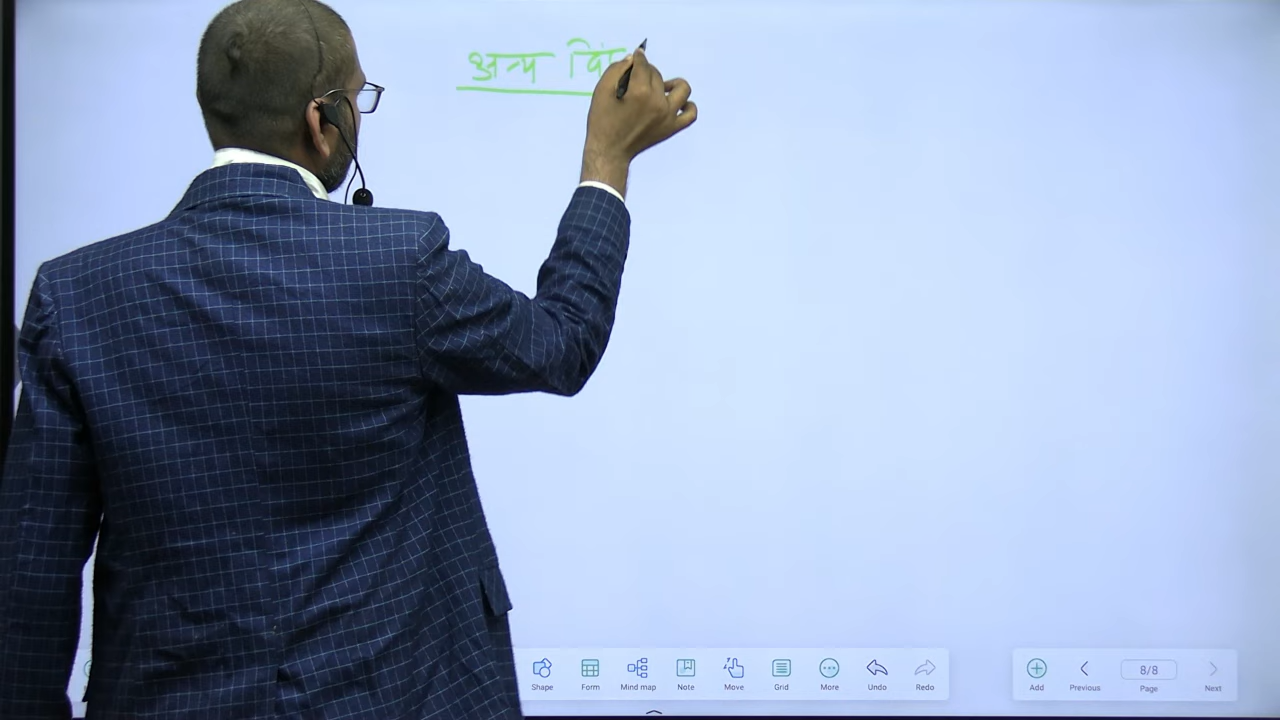 अन्य
Shape Form Mind map Note Move Grid More Undo Redo Add Previous 8/8 Page Next